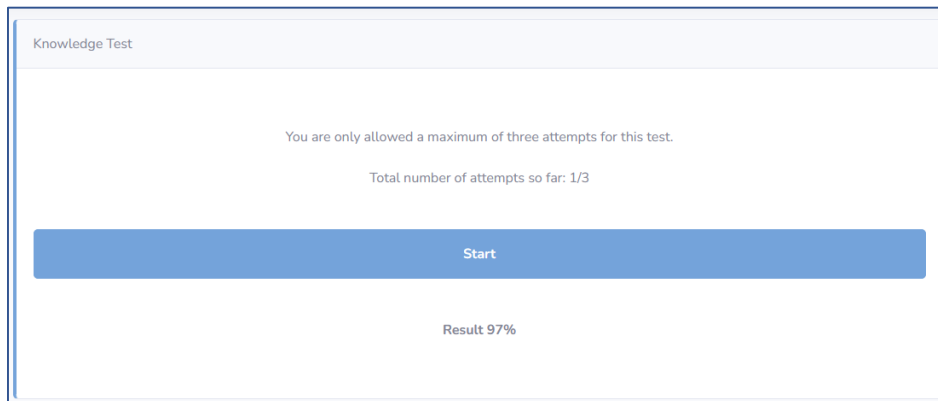 Knowledge Test
You are only allowed a maximum of three attempts for this test.
Total number of attempts so far: 1/3
Start
Result 97%